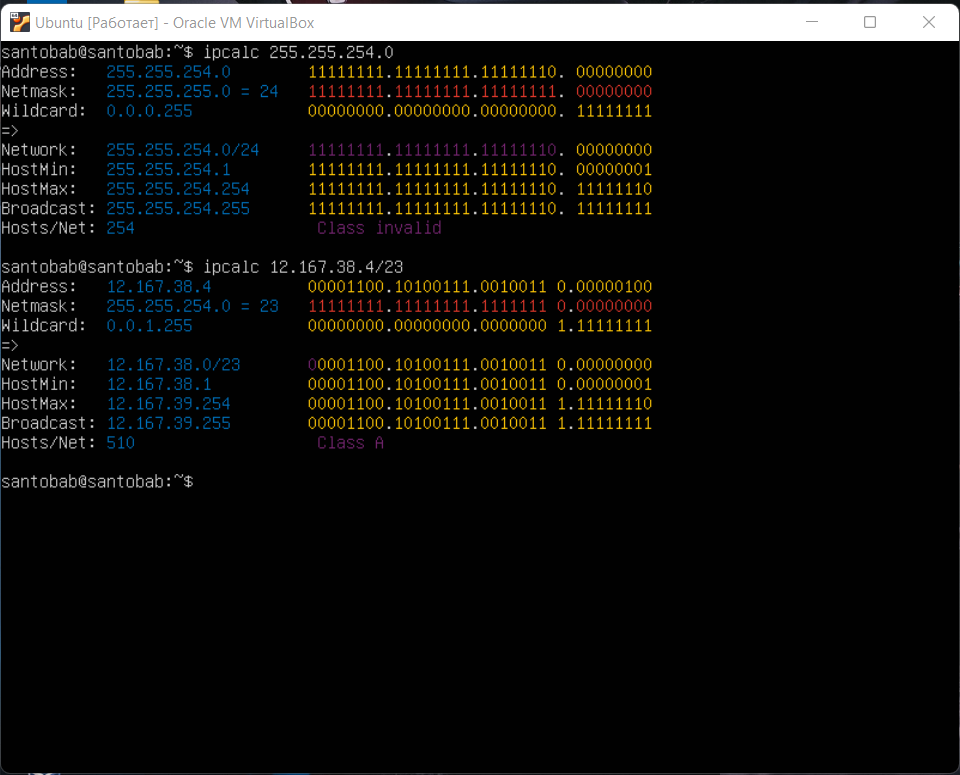 Ubuntu [Работает] - Oracle VM VirtualBox
santobab@santobab:~$ ipcalc 255.255.254.0
Address:   255.255.254.0        11111111.11111111.11111110. 00000000
Netmask:   255.255.255.0 = 24   11111111.11111111.11111111. 00000000
Wildcard:  0.0.0.255            00000000.00000000.00000000. 11111111
=>
Network:   255.255.254.0/24     11111111.11111111.11111110. 00000000
HostMin:   255.255.254.1        11111111.11111111.11111110. 00000001
HostMax:   255.255.254.254      11111111.11111111.11111110. 11111110
Broadcast: 255.255.254.255      11111111.11111111.11111110. 11111111
Hosts/Net: 254                   Class invalid
santobab@santobab:~$ ipcalc 12.167.38.4/23
Address:   12.167.38.4          00001100.10100111.0010011 0.00000100
Netmask:   255.255.254.0 = 23   11111111.11111111.1111111 0.00000000
Wildcard:  0.0.1.255            00000000.00000000.0000000 1.11111111
=>
Network:   12.167.38.0/23       00001100.10100111.0010011 0.00000000
HostMin:   12.167.38.1          00001100.10100111.0010011 0.00000001
HostMax:   12.167.39.254        00001100.10100111.0010011 1.11111110
Broadcast: 12.167.39.255        00001100.10100111.0010011 1.11111111
Hosts/Net: 510                   Class A
santobab@santobab:~$